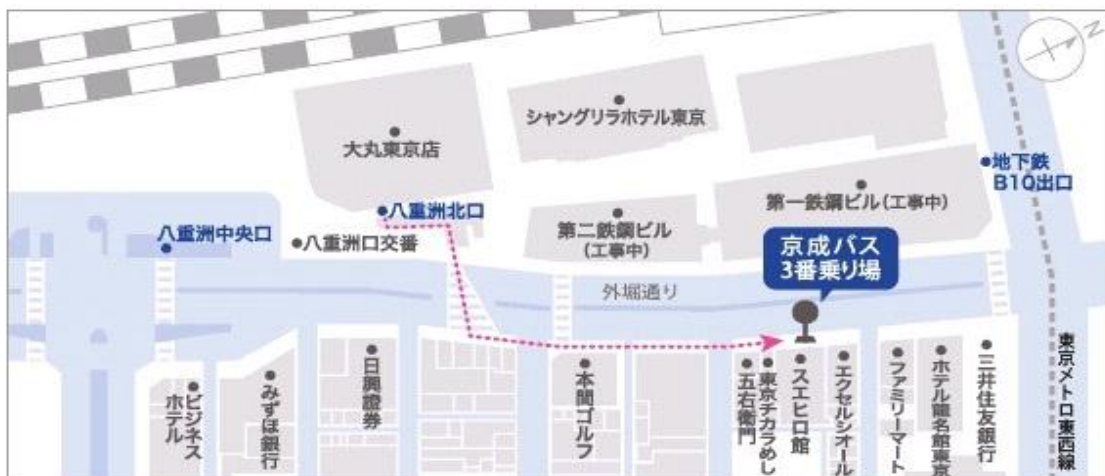 N
シャングリラホテル東京
大丸東京店
地下鉄
B10出口
八重洲北口
第一鉄鋼ビル(工事中)
八重洲中央口
八重洲口交番
第二鉄鋼ビル
(工事中)
京成バス
3番乗り場
外堀通り
ビジネス
ホテル
みずほ銀行
日興證券
本間ゴルフ
五右衛門
東京チカラめし
スエヒロ館
エクセルシオール
ファミリーマート
ホテル龍名館東京
三井住友銀行
東京メトロ東西線